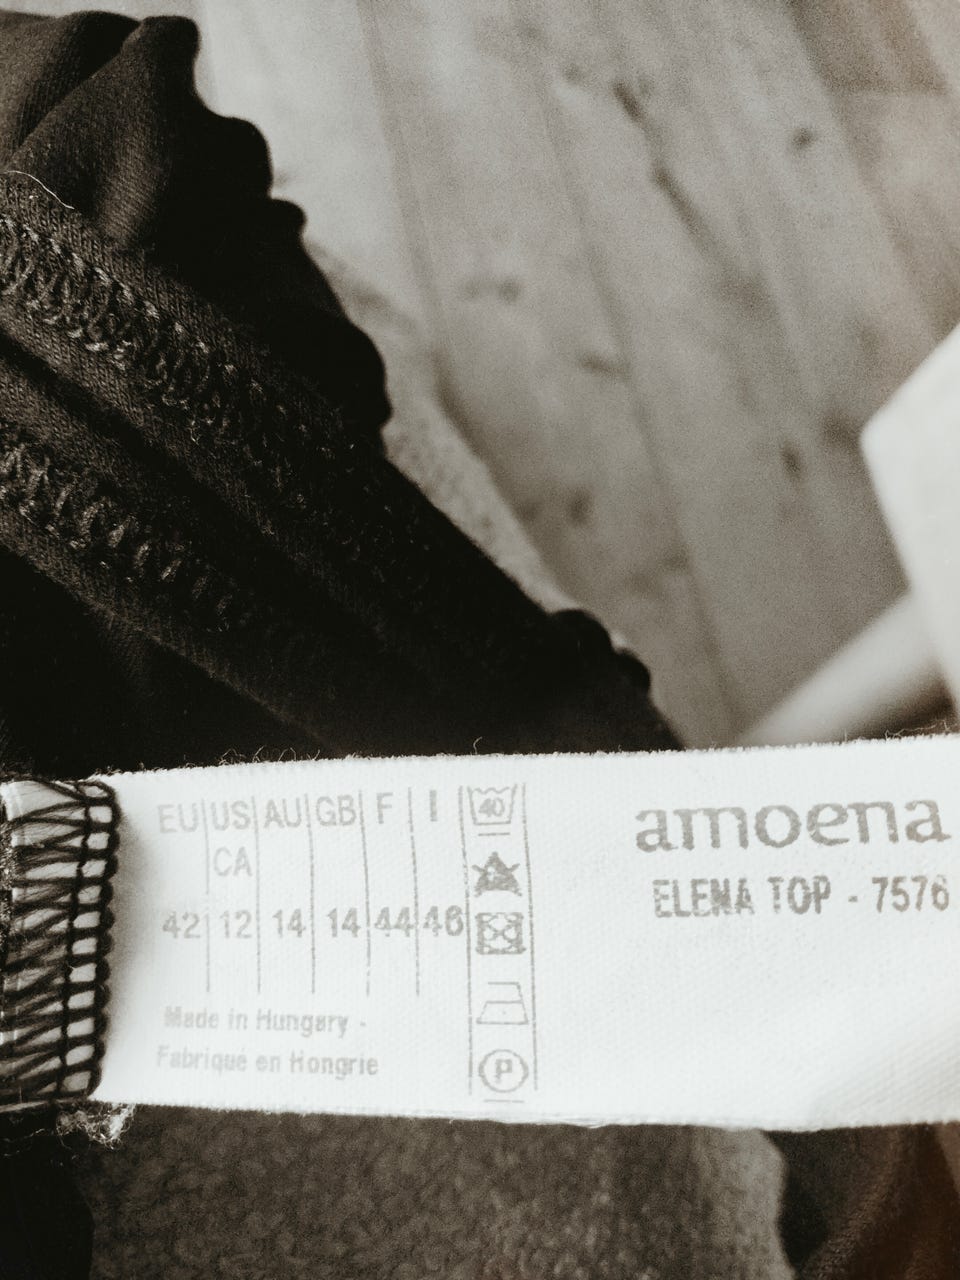 EU US AU GB F I 40
CA
42 12 14 14 44 46
Made in Hungary -
Fabriqué en Hongrie
P
amoena
ELENA TOP - 7576